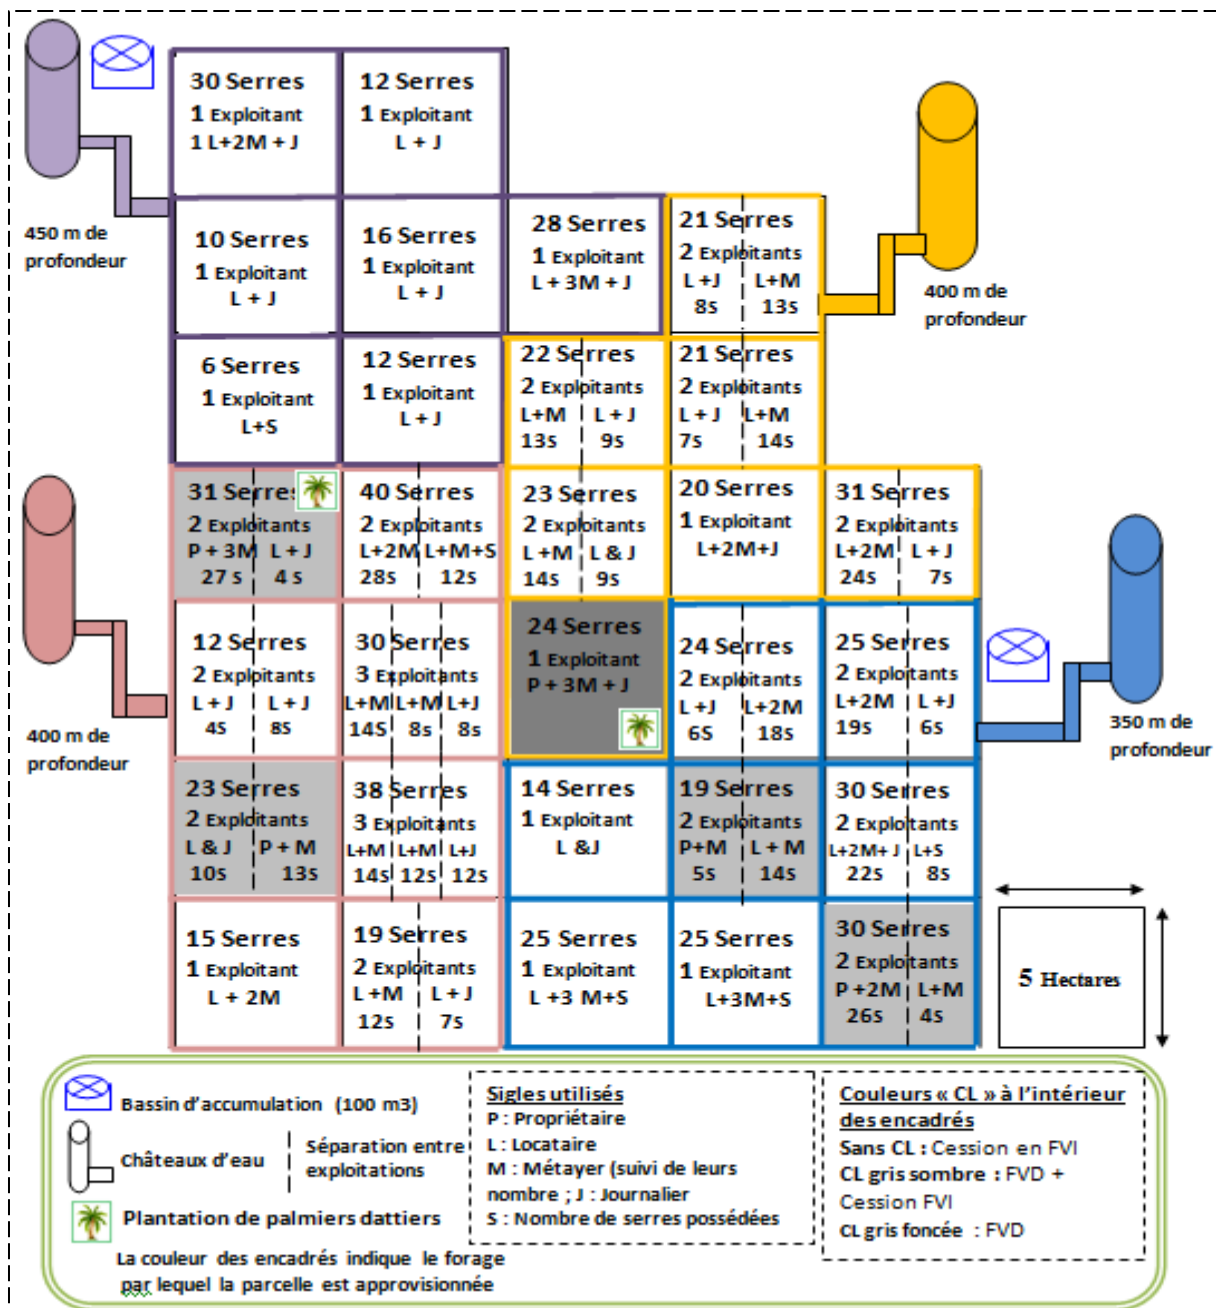 450 m de
profondeur
30 Serres
1 Exploitant
1 L+2M + J
12 Serres
1 Exploitant
L + J
10 Serres
1 Exploitant
L + J
16 Serres
1 Exploitant
L + J
28 Serres
1 Exploitant
L + 3M + J
21 Serres
2 Exploitants
L +J L+M
8s 13s
400 m de
profondeur
6 Serres
1 Exploitant
L+S
12 Serres
1 Exploitant
L + J
22 Serres
2 Exploitants
L+M L + J
13s 9s
21 Serres
2 Exploitants
L + J L+M
7s 14s
31 Serres
2 Exploitants
P + 3M L + J
27 s 4 s
40 Serres
2 Exploitants
L+2M L+M+S
28s 12s
23 Serres
2 Exploitants
L +M L & J
14s 9s
20 Serres
1 Exploitant
L+2M+J
31 Serres
2 Exploitants
L+2M L + J
24s 7s
400 m de
profondeur
12 Serres
2 Exploitants
L + J L + J
4S 8s
30 Serres
3 Exploitants
L+M L+M L+J
14S 8s 8s
24 Serres
1 Exploitant
P + 3M + J
24 Serres
2 Exploitants
L +J L+2M
6S 18s
25 Serres
2 Exploitants
L+2M L +J
19s 6s
350 m de
profondeur
23 Serres
2 Exploitants
L & J P + M
10s 13s
38 Serres
3 Exploitants
L+M L+M L+J
14s 12s 12s
14 Serres
1 Exploitant
L &J
19 Serres
2 Exploitants
P+M L + M
5s 14s
30 Serres
2 Exploitants
L+2M+ J L+S
22s 8s
15 Serres
1 Exploitant
L + 2M
19 Serres
2 Exploitants
L +M L + J
12s 7s
25 Serres
1 Exploitant
L +3 M+S
25 Serres
1 Exploitant
L+3M+S
30 Serres
2 Exploitants
P +2M L+M
26s 4s
5 Hectares
Bassin d'accumulation (100 m3)
Châteaux d'eau
Séparation entre
exploitations
Plantation de palmiers dattiers
La couleur des encadrés indique le forage
par lequel la parcelle est approvisionnée
Sigles utilisés
P : Propriétaire
L : Locataire
M : Métayer (suivi de leurs
nombre ; J : Journalier
S : Nombre de serres possédées
Couleurs « CL » à l'intérieur
des encadrés
Sans CL : Cession en FVI
CL gris sombre : FVD +
Cession FVI
CL gris foncée : FVD